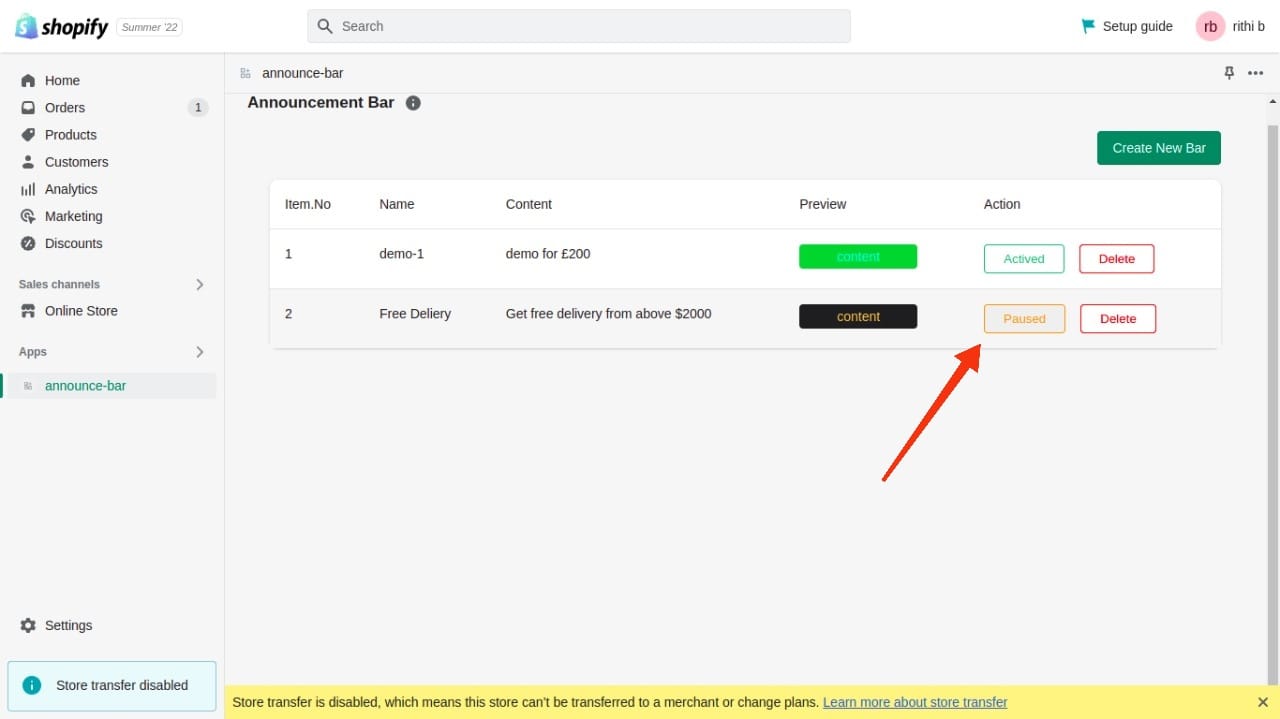 shopify Summer '22
Search
Setup guide
rb rithi b
Home
Orders 1
Products
Customers
Analytics
Marketing
Discounts
Sales channels
Online Store
Apps
announce-bar
Settings
Store transfer disabled
announce-bar
Announcement Bar
Create New Bar
Item.No Name Content Preview Action
1 demo-1 demo for £200 content Actived Delete
2 Free Deliery Get free delivery from above $2000 content Paused Delete
Store transfer is disabled, which means this store can't be transferred to a merchant or change plans. Learn more about store transfer